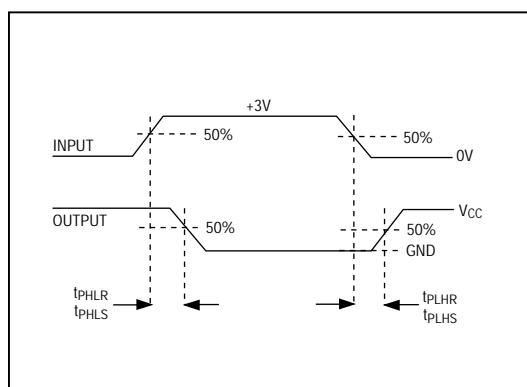 +3V
50%
50%
INPUT
0V
OUTPUT
VCC
50%
50%
GND
tPHLR
tPHLS
tPLHR
tPLHS